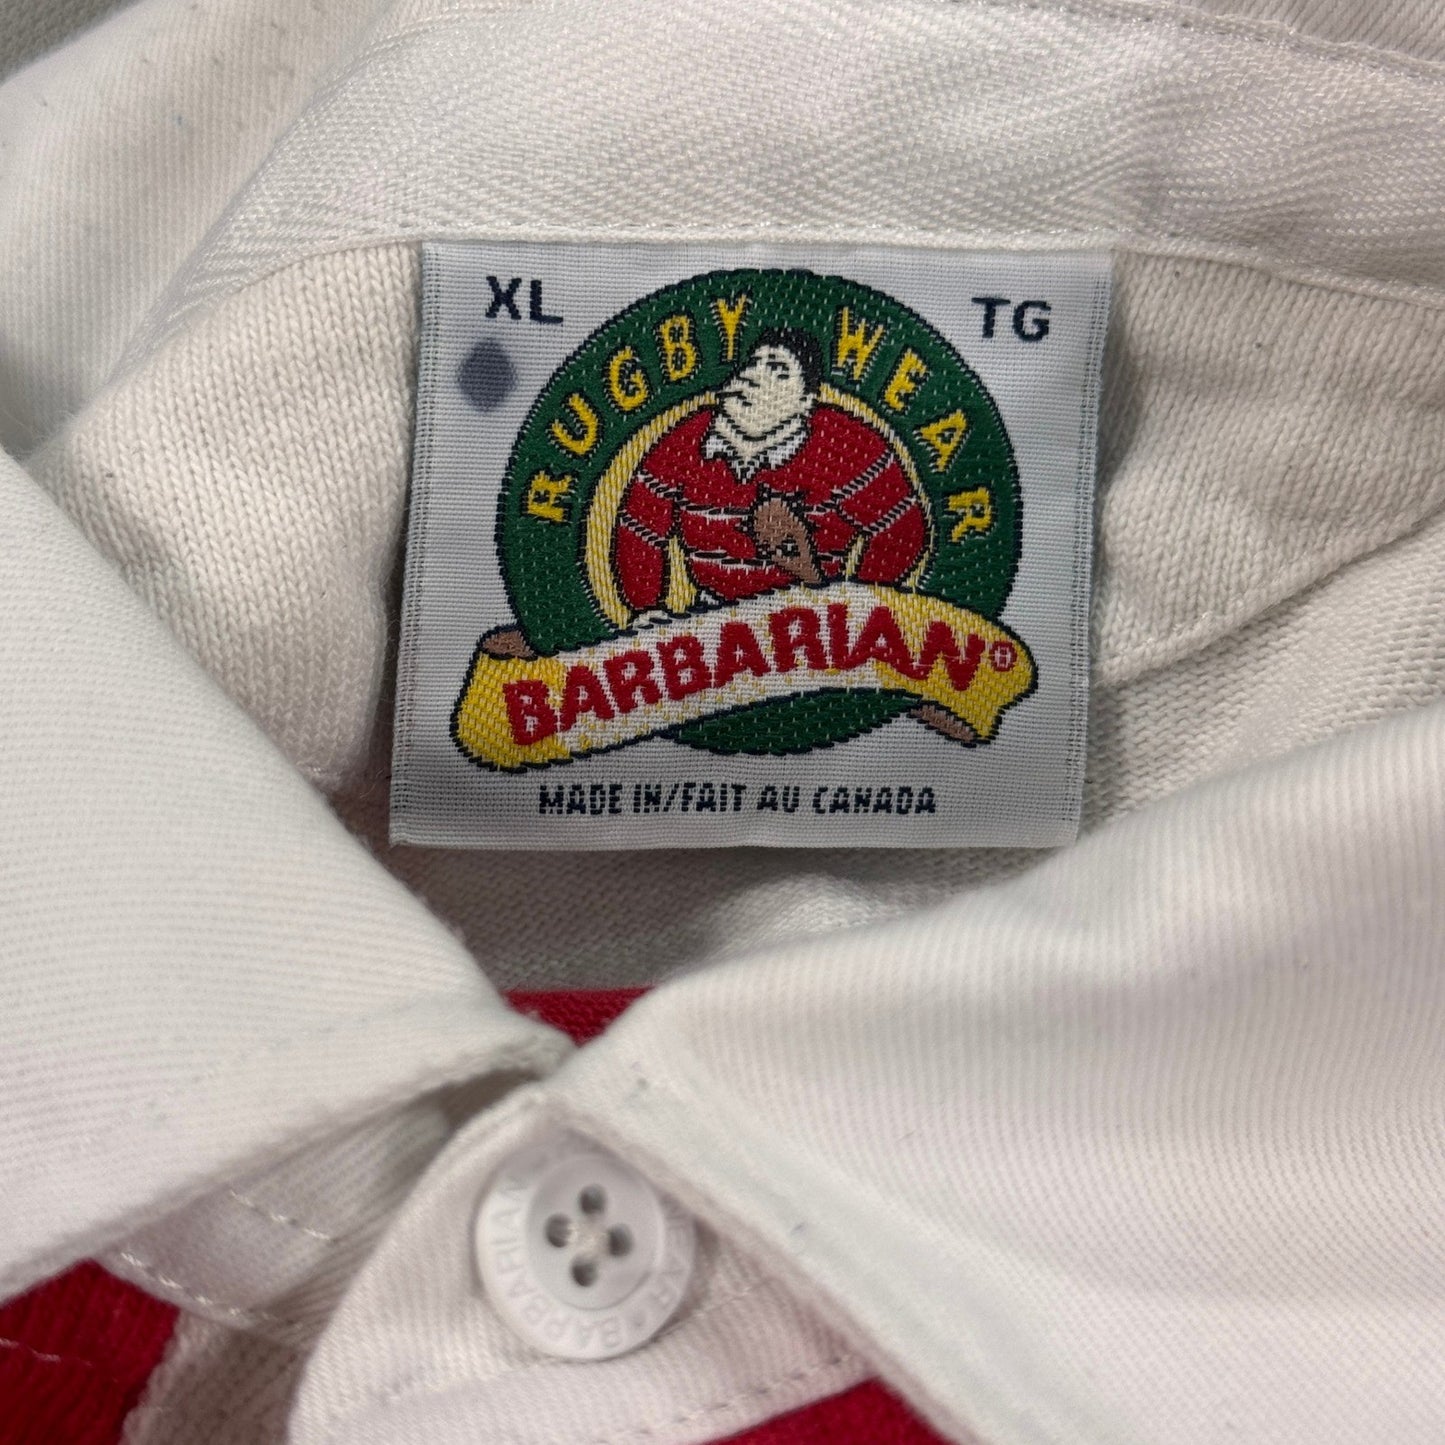 XL
TG
RUGBY WEAR
BARBARIAN®
MADE IN/FAIT AU CANADA
BARBARIAN